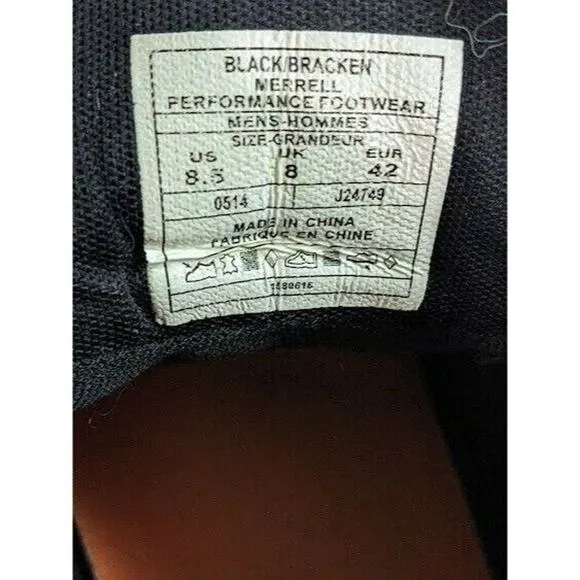 BLACK/BRACKEN
MERRELL
PERFORMANCE FOOTWEAR
MENS-HOMMES
SIZE-GRANDEUR
US UK EUR
8.5 8 42
0514 J24749
MADE IN CHINA
FABRIQUE EN CHINE
1580616